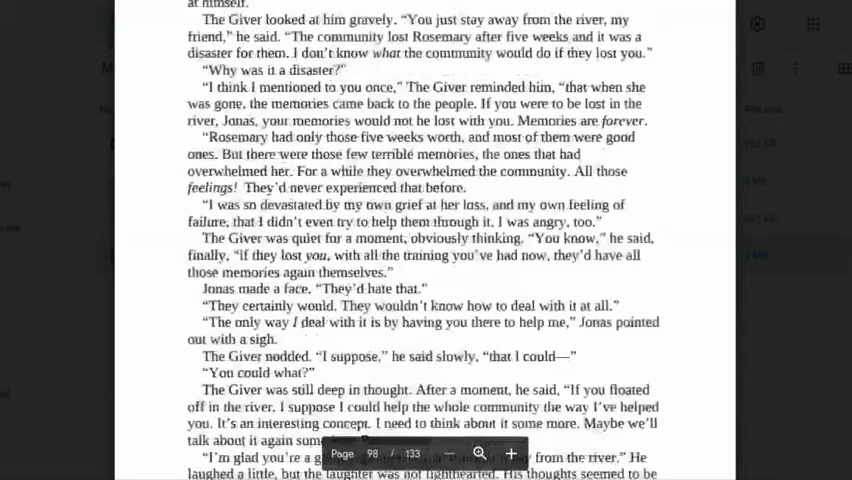 at himself.
The Giver looked at him gravely. “You just stay away from the river, my
friend,” he said. “The community lost Rosemary after five weeks and it was a
disaster for them. I don’t know what the community would do if they lost you.”
“Why was it a disaster?”
“I think I mentioned to you once,” The Giver reminded him, “that when she
was gone, the memories came back to the people. If you were to be lost in the
river, Jonas, your memories would not be lost with you. Memories are forever.
“Rosemary had only those five weeks worth, and most of them were good
ones. But there were those few terrible memories, the ones that had
overwhelmed her. For a while they overwhelmed the community. All those
feelings! They’d never experienced that before.
“I was so devastated by my own grief at her loss, and my own feeling of
failure, that I didn’t even try to help them through it. I was angry, too.”
The Giver was quiet for a moment, obviously thinking. “You know,” he said,
finally, “if they lost you, with all the training you’ve had now, they’d have all
those memories again themselves.”
Jonas made a face. “They’d hate that.”
“They certainly would. They wouldn’t know how to deal with it at all.”
“The only way I deal with it is by having you there to help me,” Jonas pointed
out with a sigh.
The Giver nodded. “I suppose,” he said slowly, “that I could—”
“You could what?”
The Giver was still deep in thought. After a moment, he said, “If you floated
off in the river, I suppose I could help the whole community the way I’ve helped
you. It’s an interesting concept. I need to think about it some more. Maybe we’ll
talk about it again some
“I’m glad you’re a from the river.” He
laughed a little, but the laughter was not lighthearted. His thoughts seemed to be
Page 98 / 133
File size